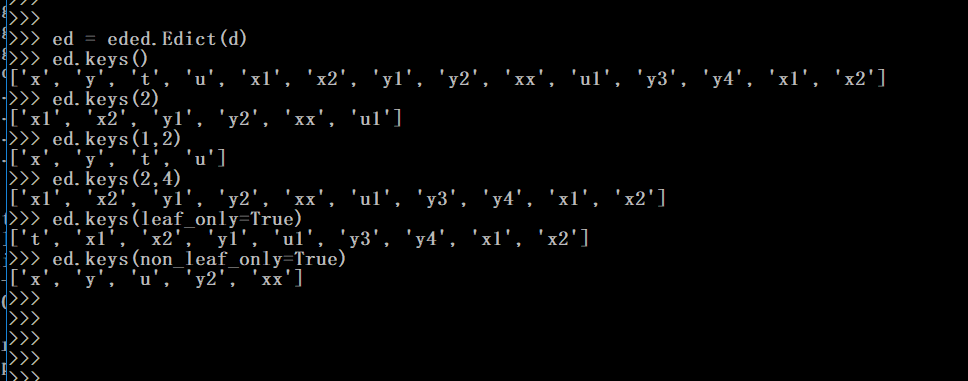 >>>
>>>
>>> ed = eded.Edict(d)
>>> ed.keys()
['x', 'y', 't', 'u', 'x1', 'x2', 'y1', 'y2', 'xx', 'u1', 'y3', 'y4', 'x1', 'x2']
>>> ed.keys(2)
['x1', 'x2', 'y1', 'y2', 'xx', 'u1']
>>> ed.keys(1,2)
['x', 'y', 't', 'u']
>>> ed.keys(2,4)
['x1', 'x2', 'y1', 'y2', 'xx', 'u1', 'y3', 'y4', 'x1', 'x2']
>>> ed.keys(leaf_only=True)
['t', 'x1', 'x2', 'y1', 'u1', 'y3', 'y4', 'x1', 'x2']
>>> ed.keys(non_leaf_only=True)
['x', 'y', 'u', 'y2', 'xx']
>>>
>>>
>>>
>>>
>>>